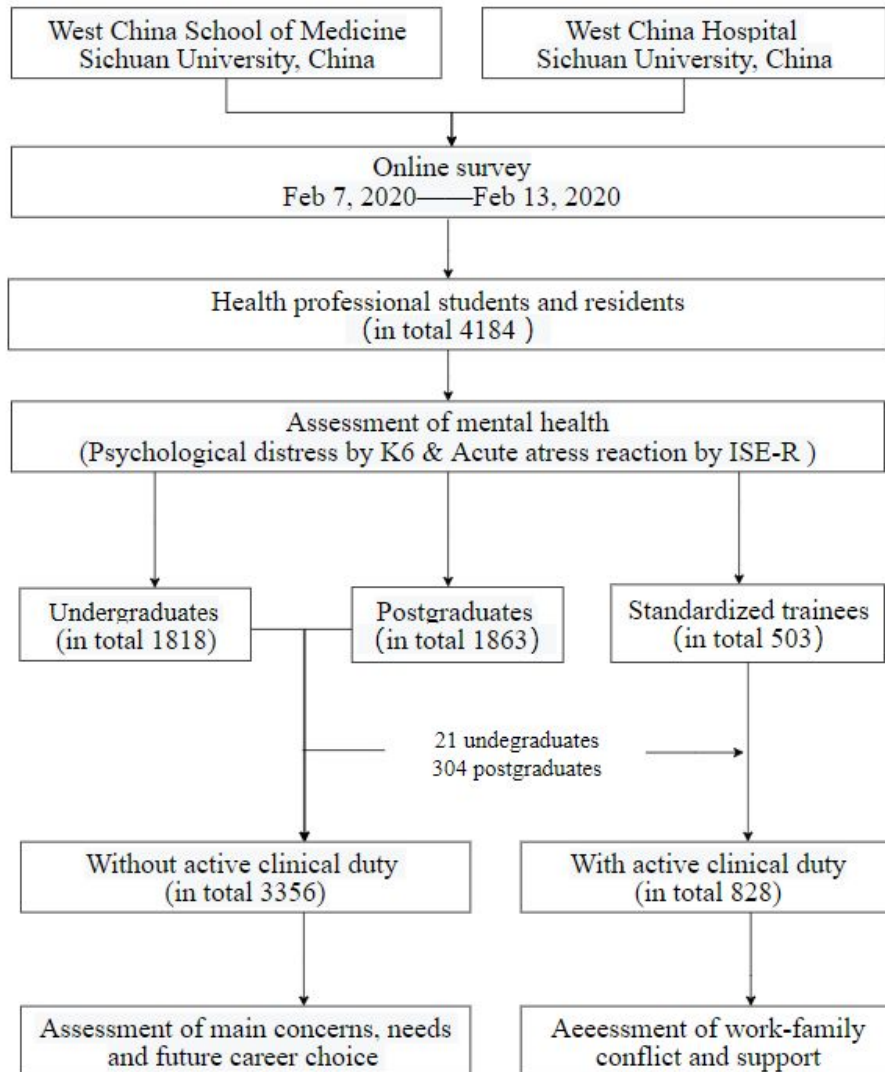 West China School of Medicine
Sichuan University, China
West China Hospital
Sichuan University, China
Online survey
Feb 7, 2020——Feb 13, 2020
Health professional students and residents
(in total 4184 )
Assessment of mental health
(Psychological distress by K6 & Acute atress reaction by ISE-R )
Undergraduates
(in total 1818)
Postgraduates
(in total 1863)
Standardized trainees
(in total 503)
21 undegraduates
304 postgraduates
Without active clinical duty
(in total 3356)
With active clinical duty
(in total 828)
Assessment of main concerns, needs
and future career choice
Aeeessment of work-family
conflict and support